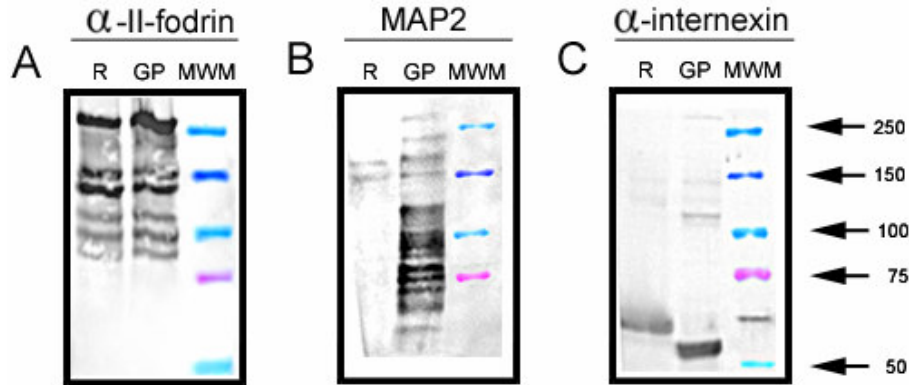 α-II-fodrin
MAP2
α-internexin
A
R GP MWM
B
R GP MWM
C
R GP MWM
250
150
100
75
50